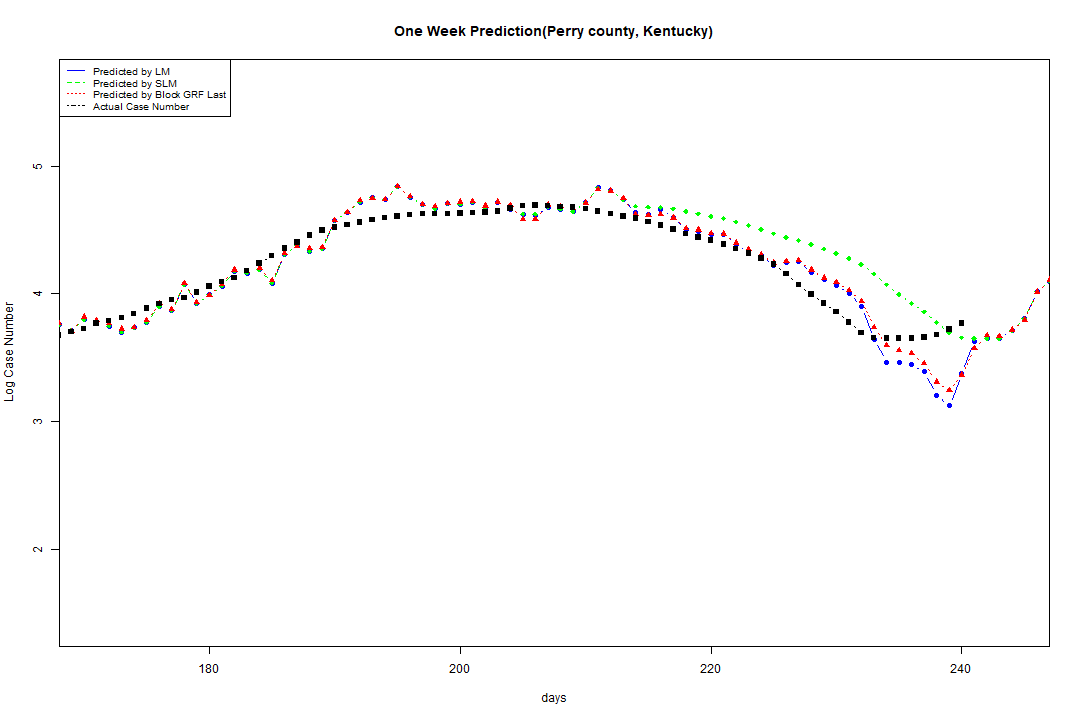 One Week Prediction(Perry county, Kentucky)
Predicted by LM
Predicted by SLM
Predicted by Block GRF Last
Actual Case Number
5
4
3
2
Log Case Number
180
200
220
240
days